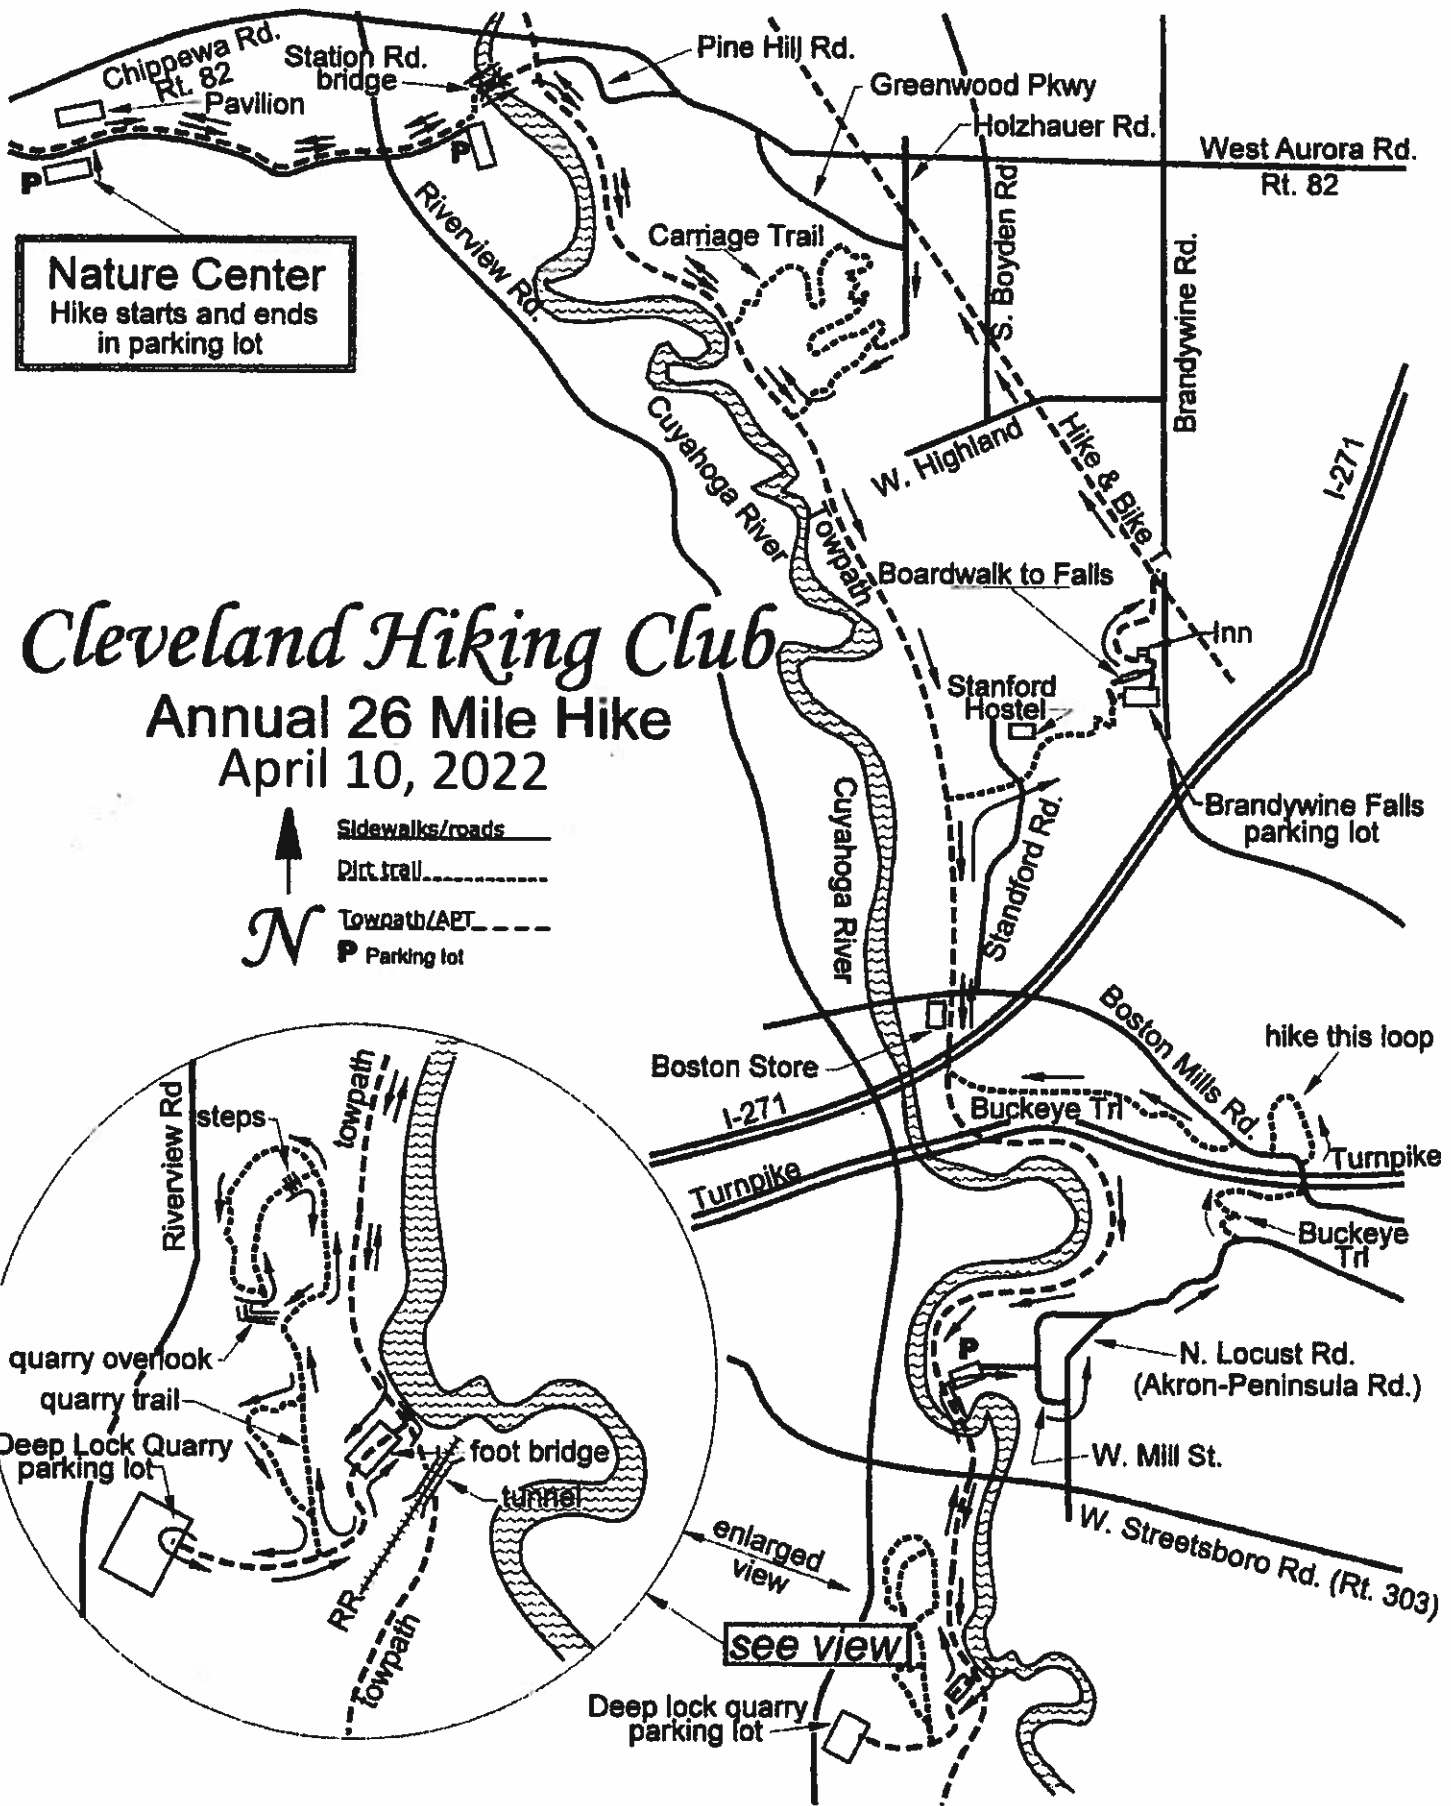 Chippewa Rd.
Rt. 82
Station Rd.
bridge
Pine Hill Rd.
Greenwood Pkwy
Pavilion
Holzhauer Rd.
West Aurora Rd.
Rt. 82
P
P
Riverview Rd.
Carriage Trail
S. Boyden Rd
Brandywine Rd.
Nature Center
Hike starts and ends
in parking lot
Cuyahoga River
W. Highland
Hike & Bike T.
I-271
Towpath
Boardwalk to Falls
Inn
Cleveland Hiking Club
Annual 26 Mile Hike
April 10, 2022
Stanford
Hostel
Sidewalks/roads
Dirt trail
Towpath/APT
P Parking lot
N
Cuyahoga River
Standford Rd.
Brandywine Falls
parking lot
Boston Mills Rd.
hike this loop
Boston Store
I-271
Buckeye Trl
Turnpike
Turnpike
Buckeye
Trl
Riverview Rd
steps
towpath
quarry overlook
quarry trail
Deep Lock Quarry
parking lot
foot bridge
tunnel
RR
towpath
P
N. Locust Rd.
(Akron-Peninsula Rd.)
W. Mill St.
P
W. Streetsboro Rd. (Rt. 303)
enlarged
view
see view
Deep lock quarry
parking lot